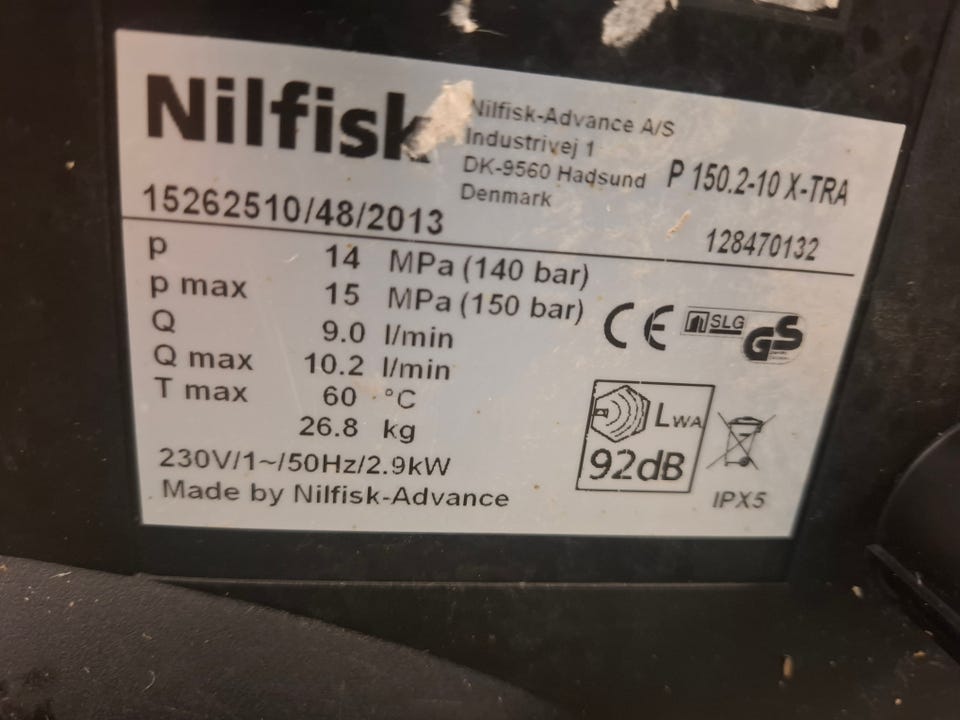 Nilfisk
Nilfisk-Advance A/S
Industrivej 1
DK-9560 Hadsund
Denmark
P 150.2-10 X-TRA
15262510/48/2013
128470132
p 14 MPa (140 bar)
p max 15 MPa (150 bar)
Q 9.0 l/min
Q max 10.2 l/min
T max 60 °C
26.8 kg
230V/1~/50Hz/2.9kW
Made by Nilfisk-Advance
CE
SLG
GS
LWA
92dB
IPX5